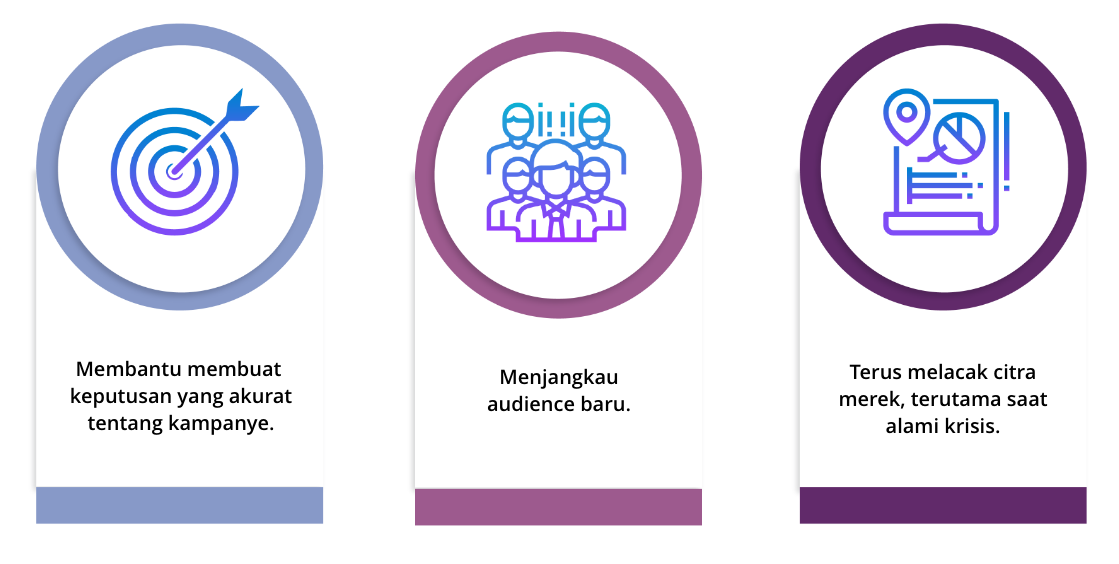 Membantu membuat
keputusan yang akurat
tentang kampanye.
Menjangkau
audience baru.
Terus melacak citra
merek, terutama saat
alami krisis.